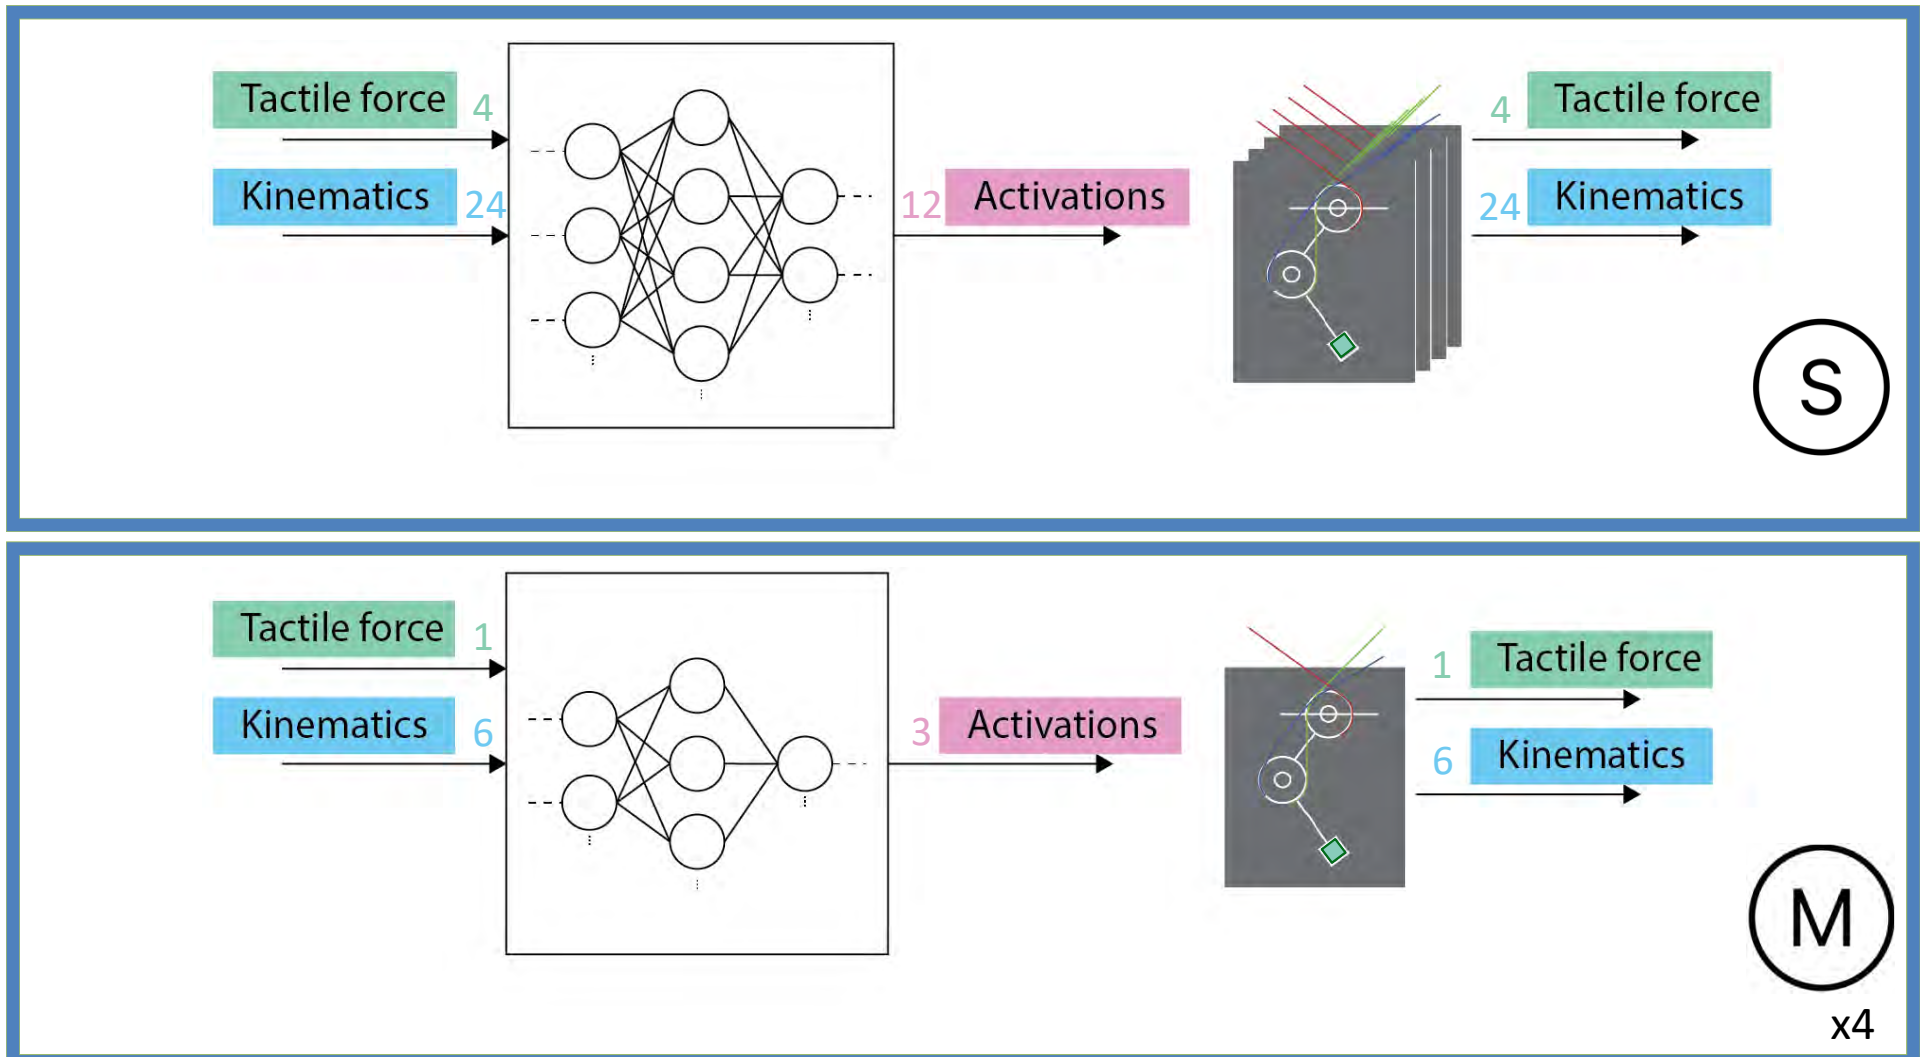 Tactile force 4
Kinematics 24
12 Activations
4 Tactile force
24 Kinematics
S
Tactile force 1
Kinematics 6
3 Activations
1 Tactile force
6 Kinematics
M
x4